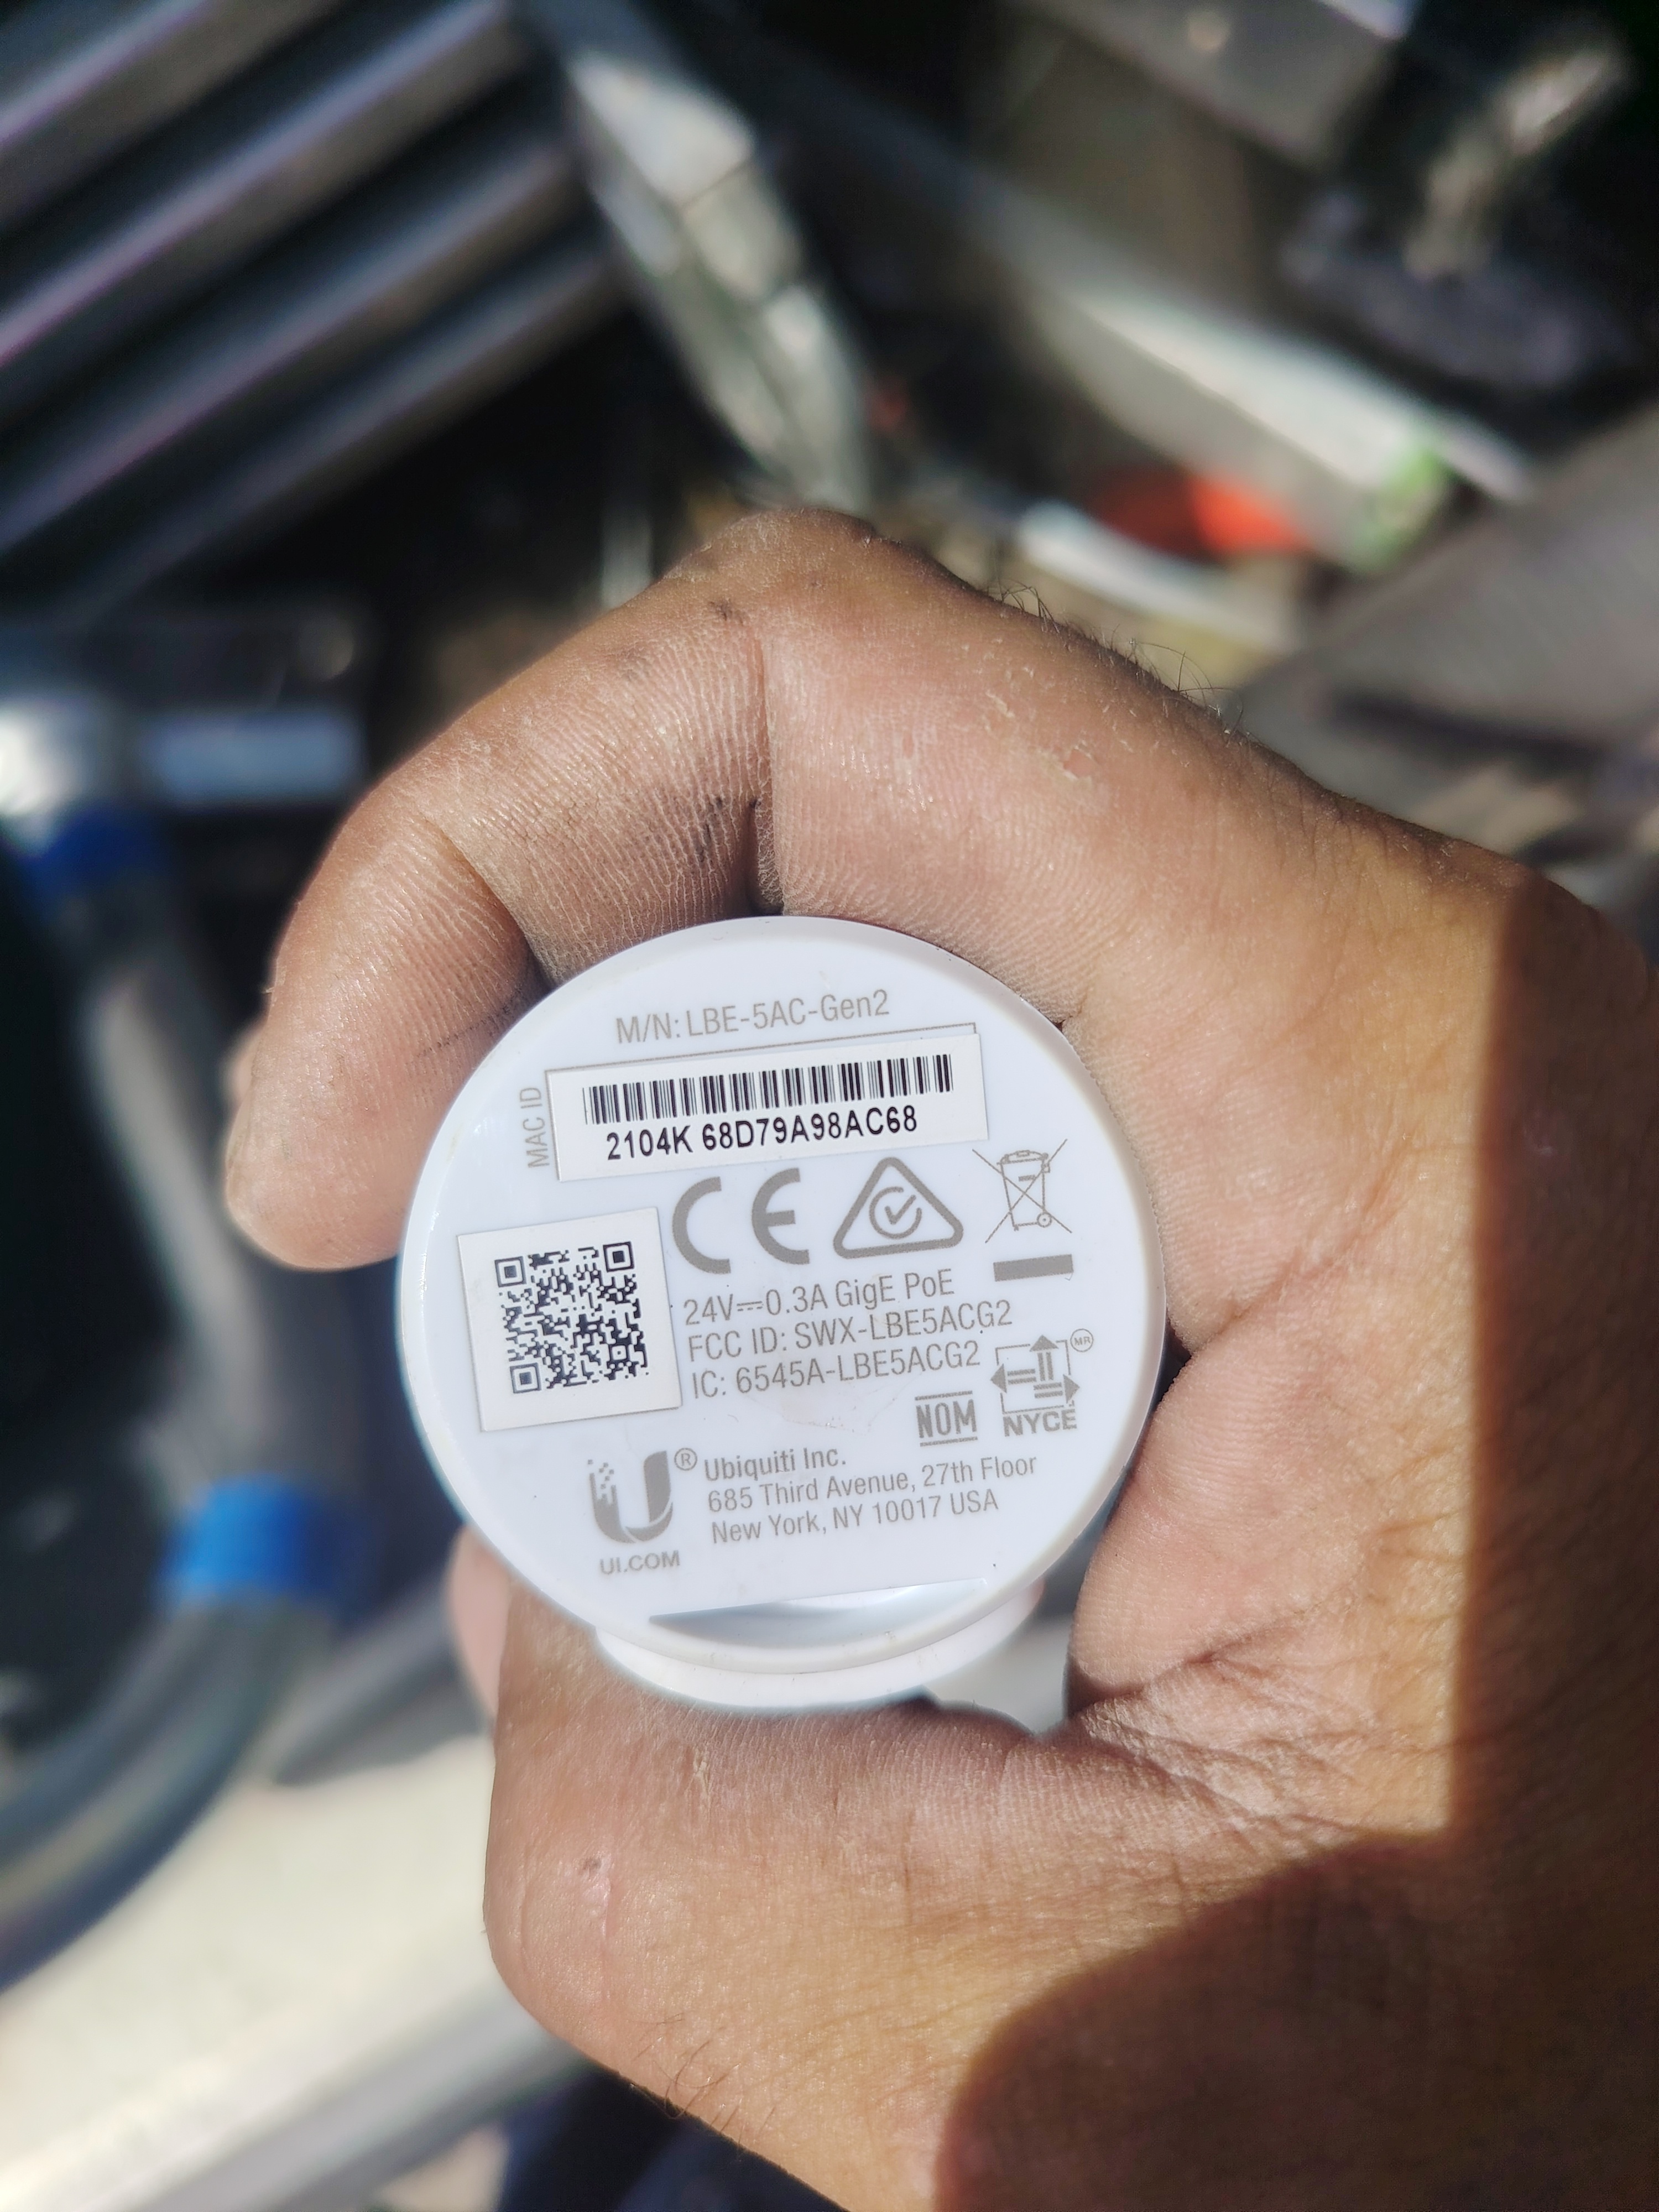 M/N: LBE-5AC-Gen2
MAC ID
2104K 68D79A98AC68
CE
24V⎓0.3A GigE PoE
FCC ID: SWX-LBE5ACG2
IC: 6545A-LBE5ACG2
MR
NOM
NYCE
U® Ubiquiti Inc.
685 Third Avenue, 27th Floor
New York, NY 10017 USA
UI.COM